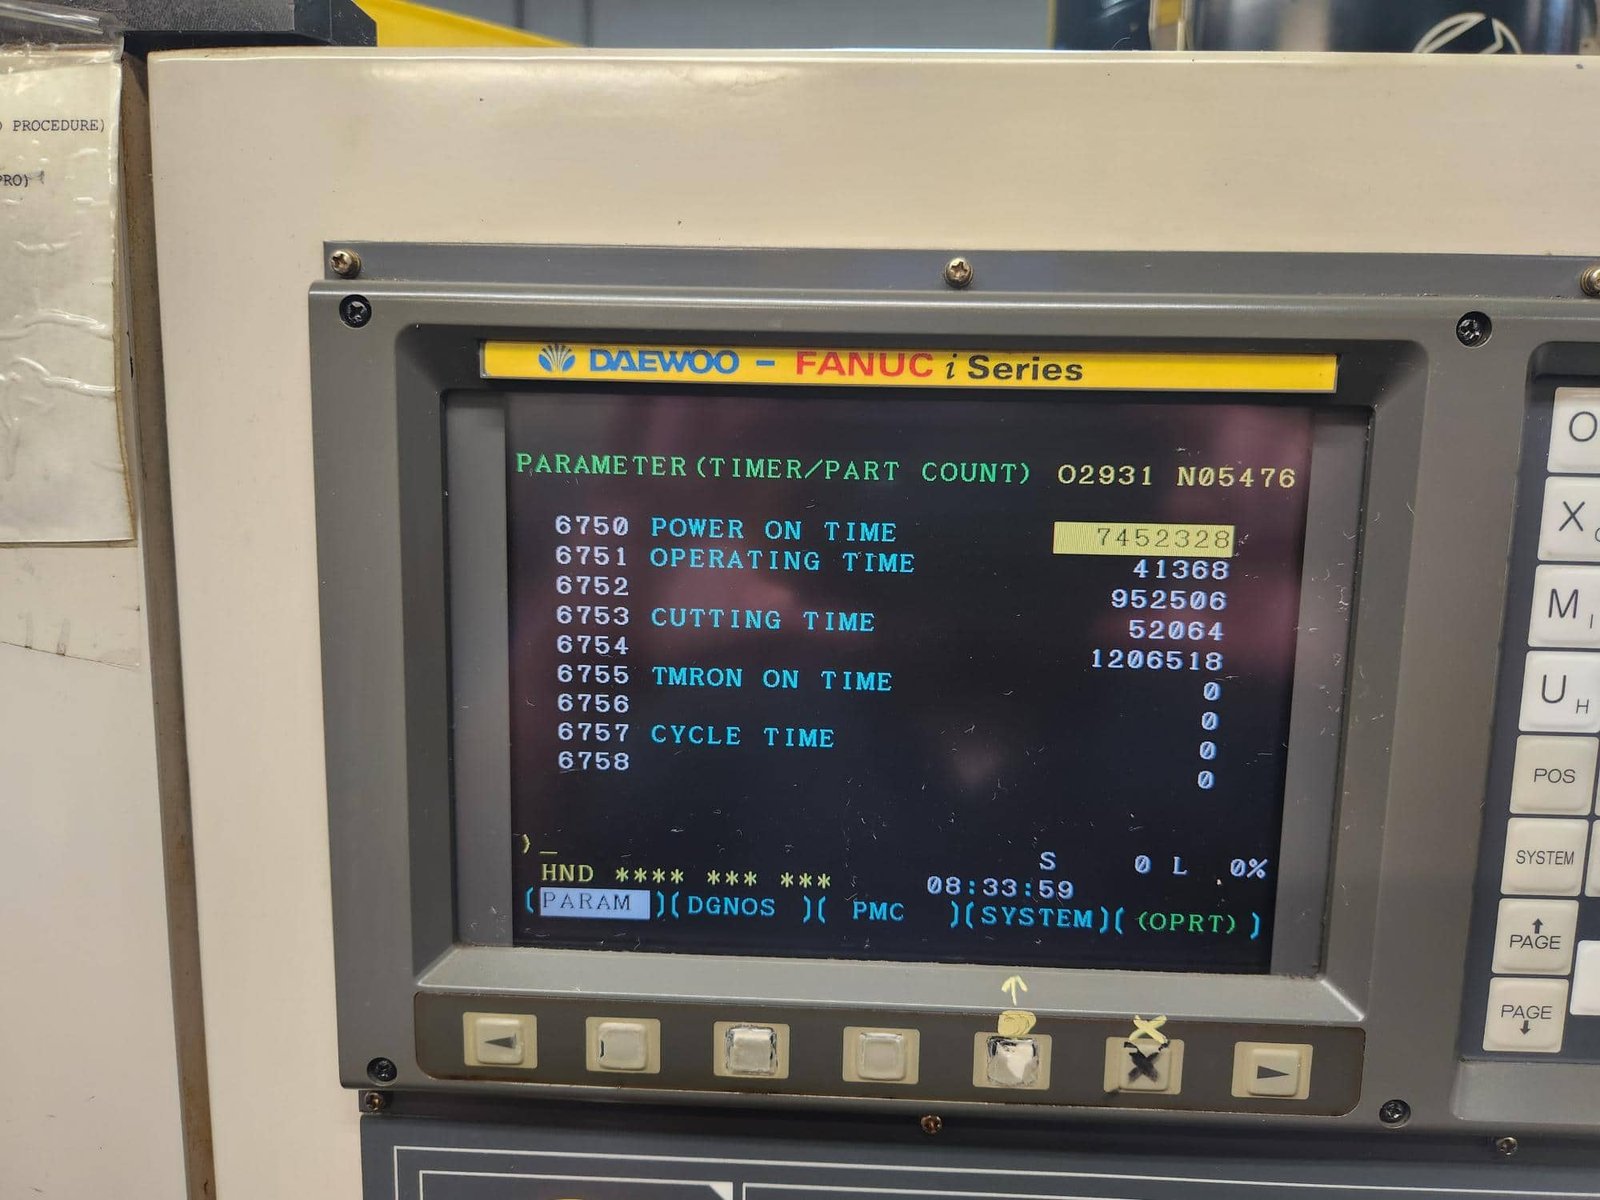 PROCEDURE)
PRO)
DAEWOO - FANUC i Series
PARAMETER(TIMER/PART COUNT) O2931 N05476
6750 POWER ON TIME 7452328
6751 OPERATING TIME 41368
6752 952506
6753 CUTTING TIME 52064
6754 1206518
6755 TMRON ON TIME 0
6756 0
6757 CYCLE TIME 0
6758 0
)_
S 0 L 0%
HND **** *** *** 08:33:59
(PARAM )(DGNOS )( PMC )(SYSTEM)( (OPRT) )
X
X
O
X
M I
U H
POS
SYSTEM
PAGE
PAGE